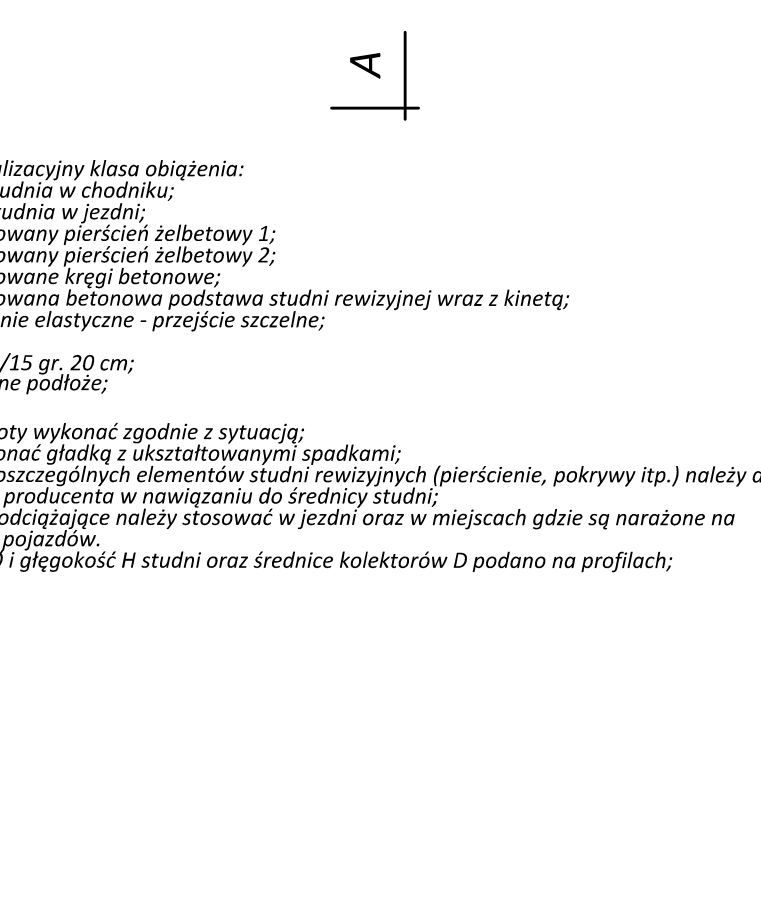 A
lizacyjny klasa obiążenia:
udnia w chodniku;
tudnia w jezdni;
owany pierścień żelbetowy 1;
owany pierścień żelbetowy 2;
owane kręgi betonowe;
owana betonowa podstawa studni rewizyjnej wraz z kinetą;
nie elastyczne - przejście szczelne;
/15 gr. 20 cm;
ne podłoże;
oty wykonać zgodnie z sytuacją;
onać gładką z ukształtowanymi spadkami;
oszczególnych elementów studni rewizyjnych (pierścienie, pokrywy itp.) należy d
producenta w nawiązaniu do średnicy studni;
odciążające należy stosować w jezdni oraz w miejscach gdzie są narażone na
pojazdów.
i głęgokość H studni oraz średnice kolektorów D podano na profilach;